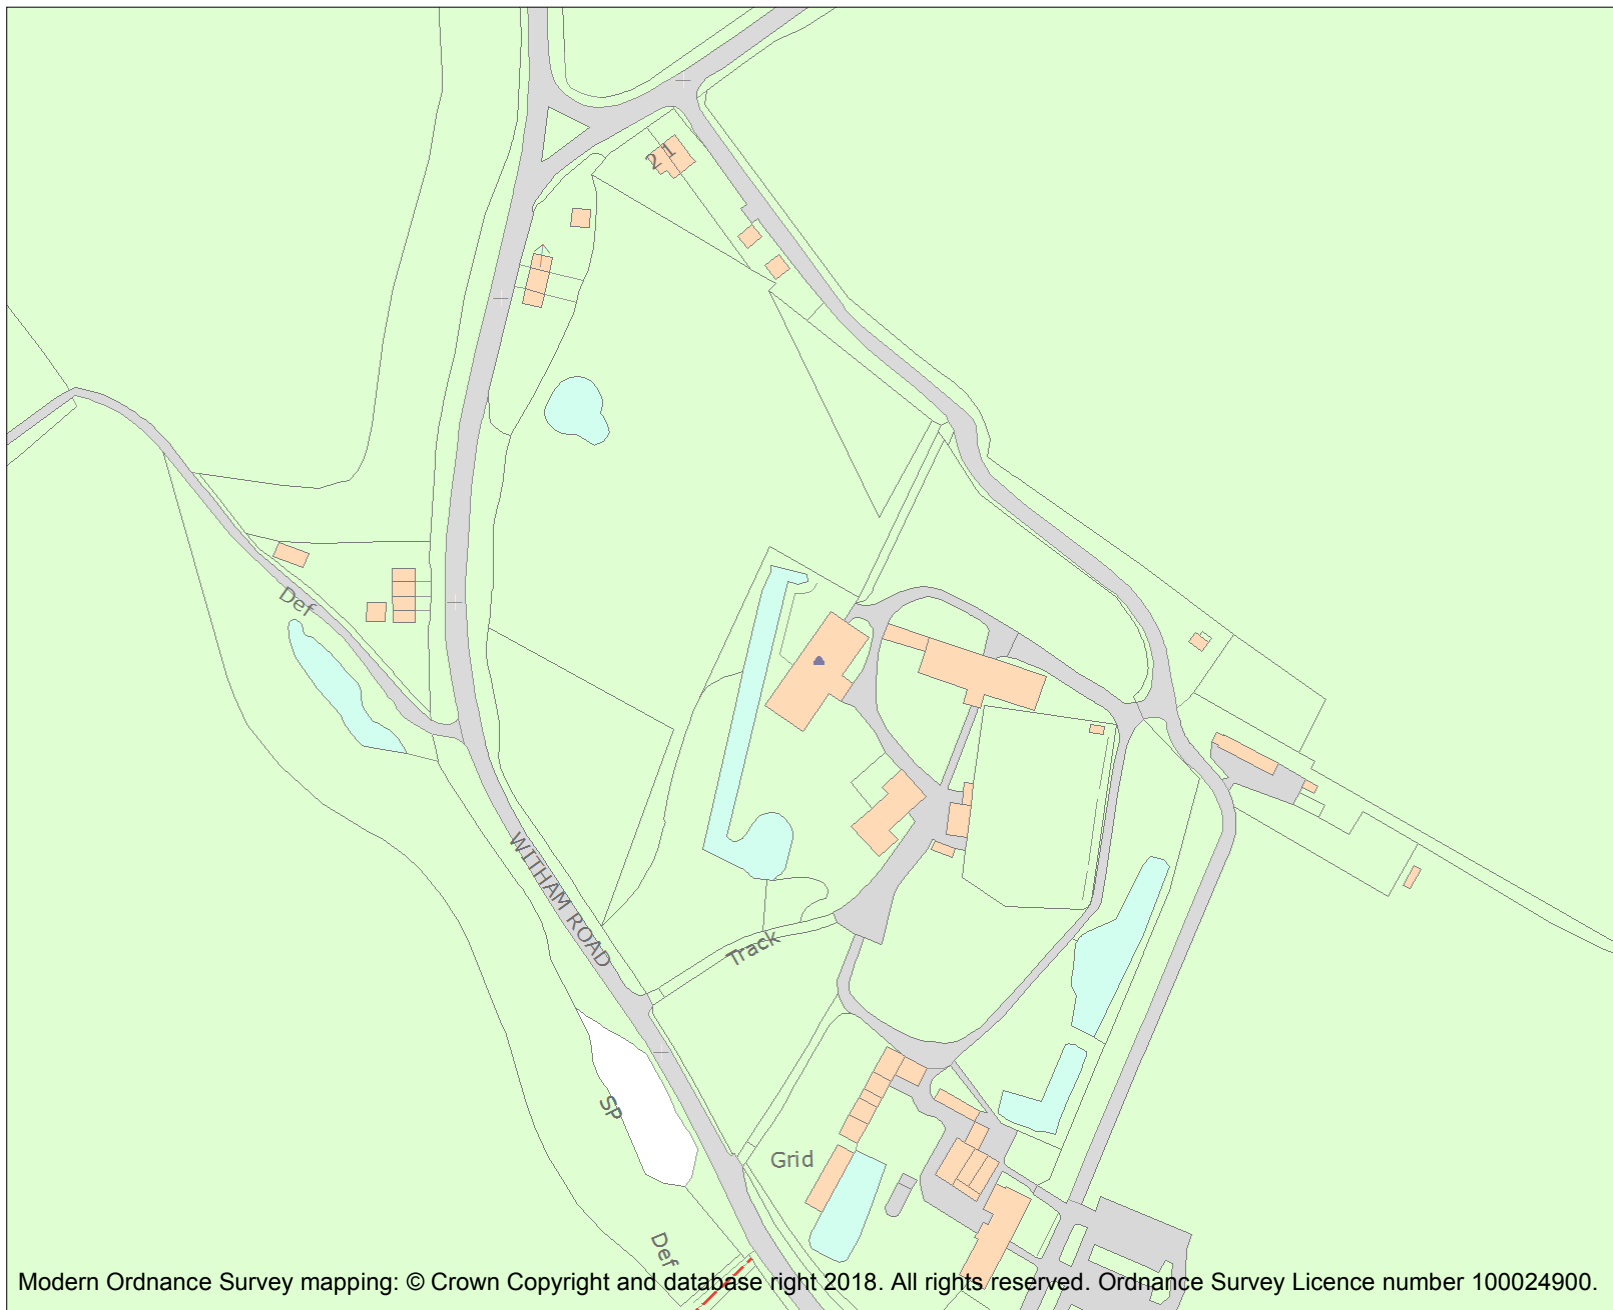 21
Def
WITHAM ROAD
Track
SP
Grid
Def
Modern Ordnance Survey mapping: © Crown Copyright and database right 2018. All rights reserved. Ordnance Survey Licence number 100024900.